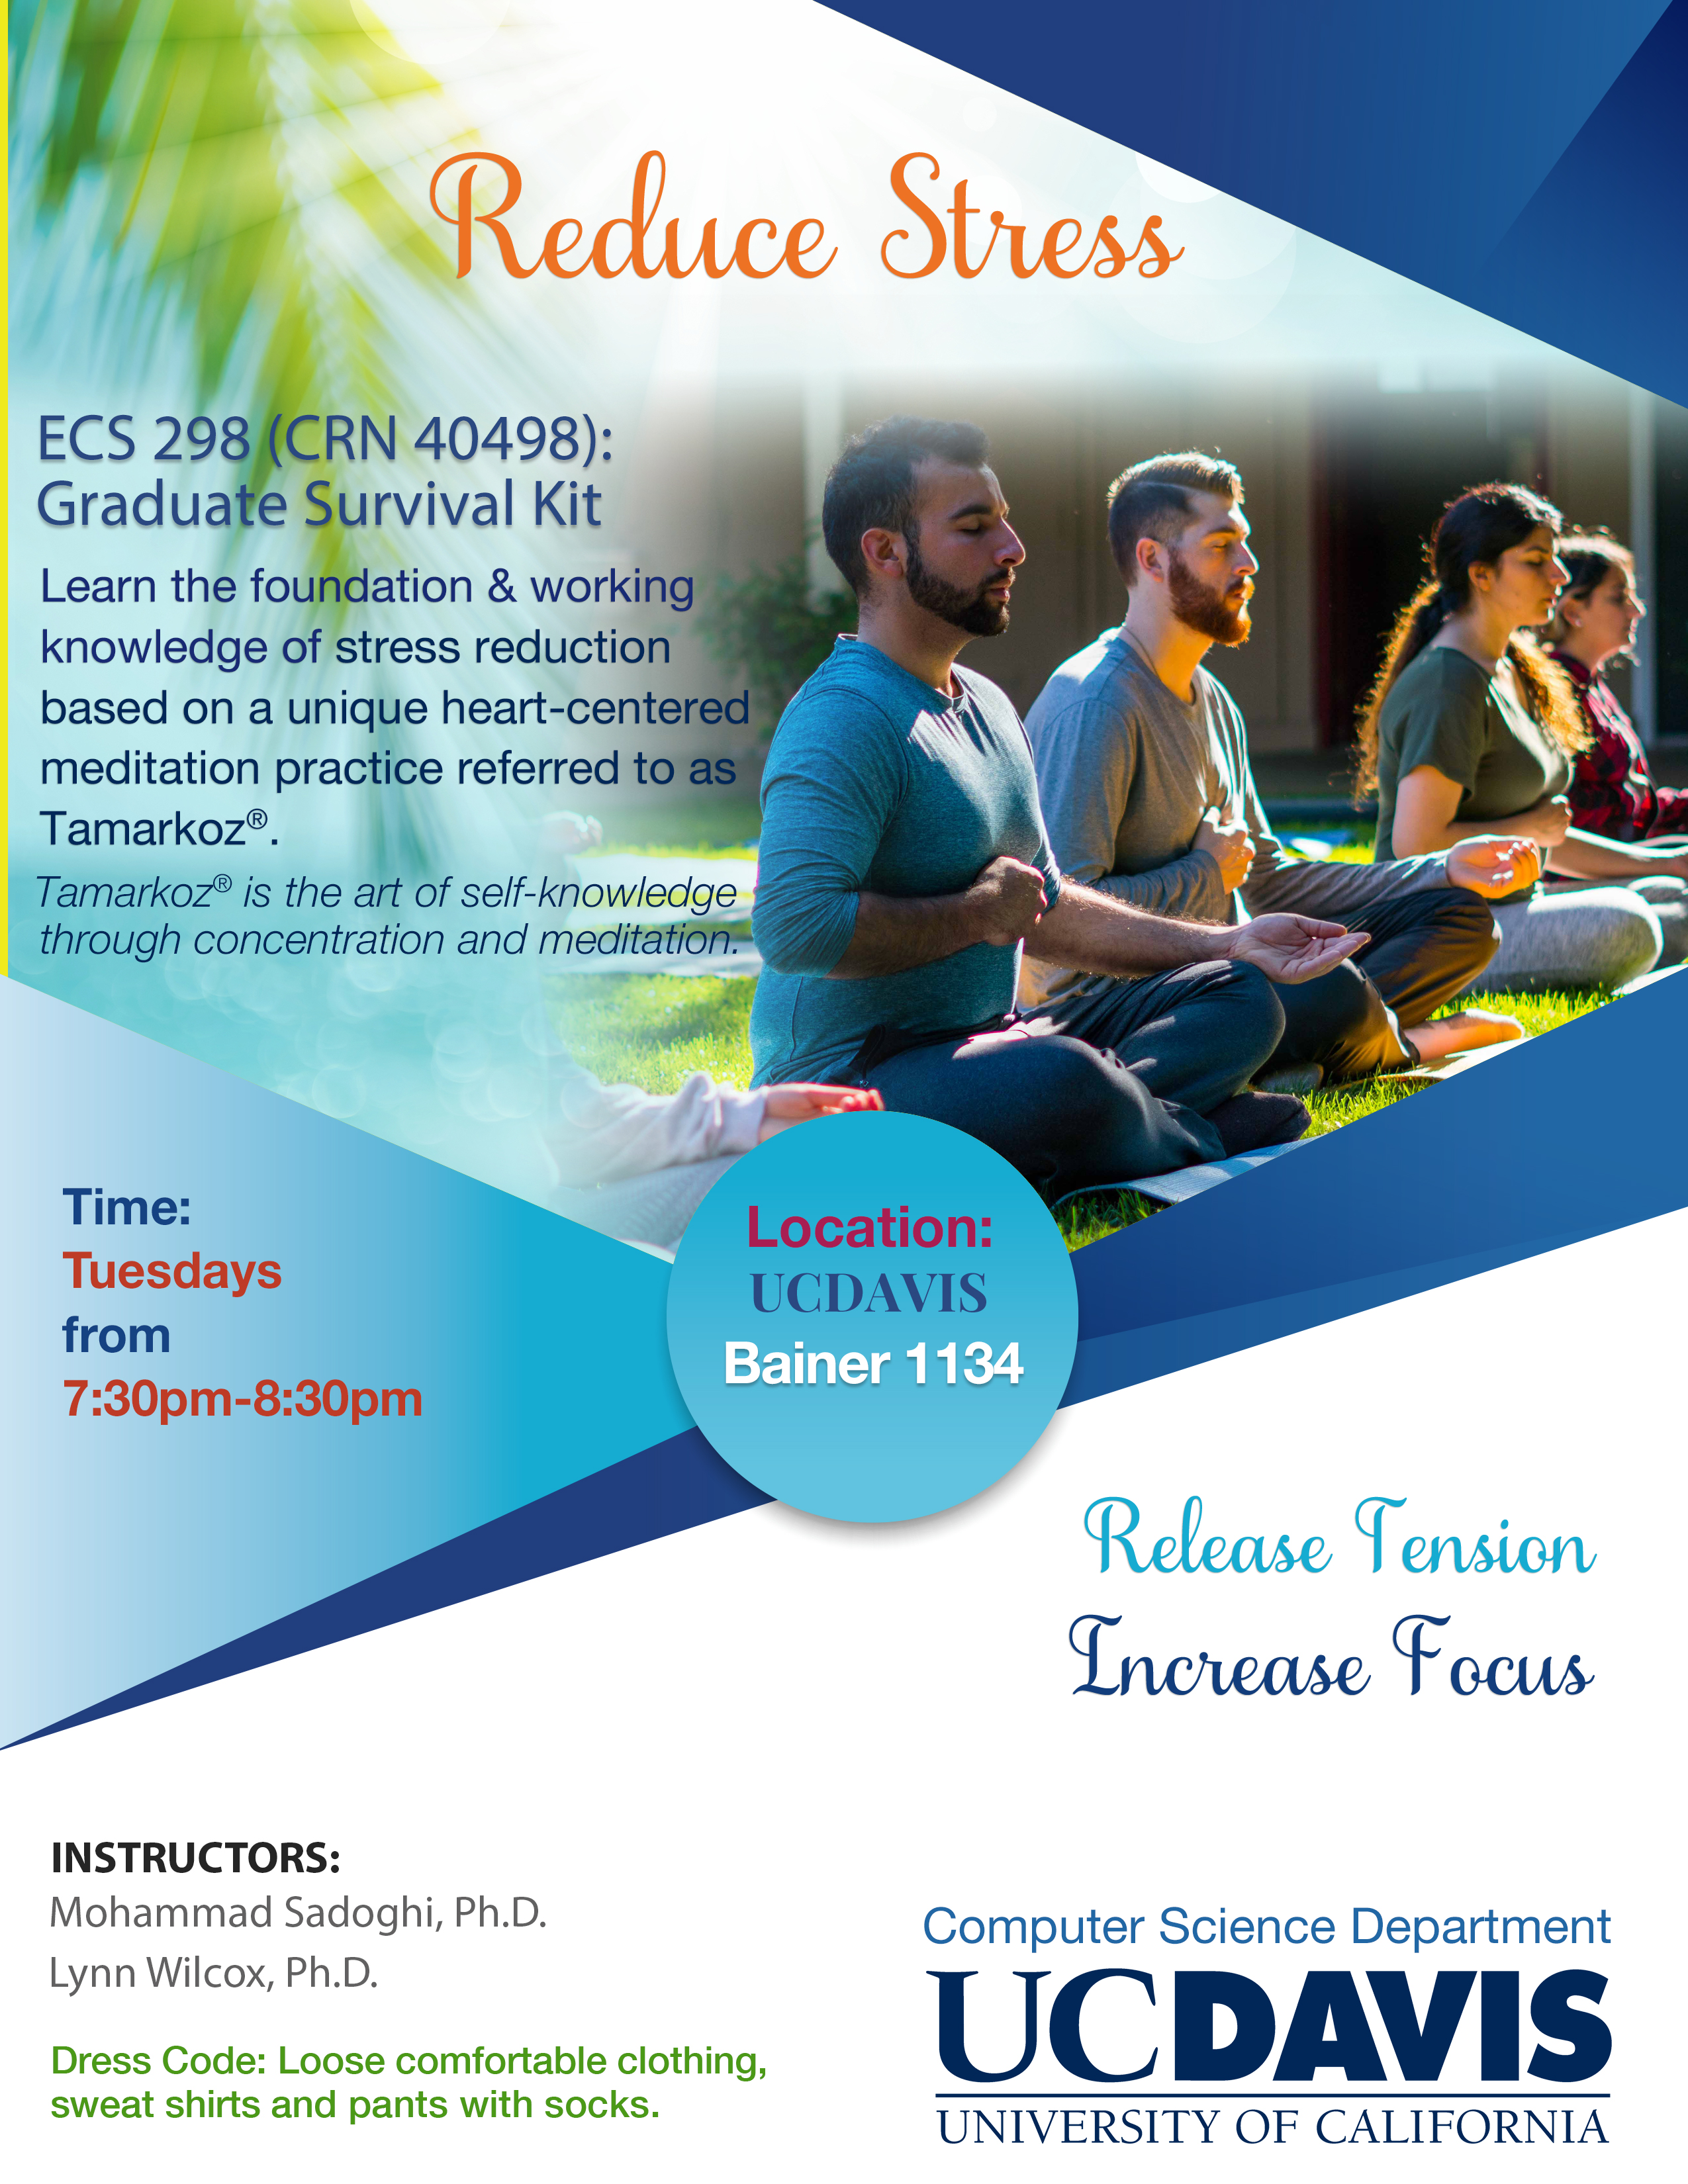 Reduce Stress
ECS 298 (CRN 40498):
Graduate Survival Kit
Learn the foundation & working
knowledge of stress reduction
based on a unique heart-centered
meditation practice referred to as
Tamarkoz®.
Tamarkoz® is the art of self-knowledge
through concentration and meditation.
Time:
Tuesdays
from
7:30pm-8:30pm
Location:
UCDAVIS
Bainer 1134
Release Tension
Increase Focus
INSTRUCTORS:
Mohammad Sadoghi, Ph.D.
Lynn Wilcox, Ph.D.
Dress Code: Loose comfortable clothing,
sweat shirts and pants with socks.
Computer Science Department
UCDAVIS
UNIVERSITY OF CALIFORNIA